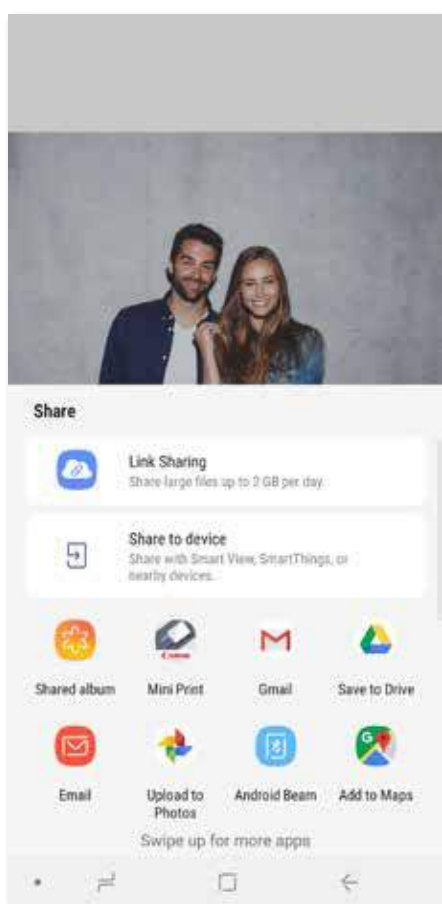 Share
Link Sharing
Share large files up to 2 GB per day.
Share to device
Share with Smart View, SmartThings, or
nearby devices.
Canon
Shared album
Mini Print
Gmail
Save to Drive
G
Email
Upload to
Photos
Android Beam
Add to Maps
Swipe up for more apps